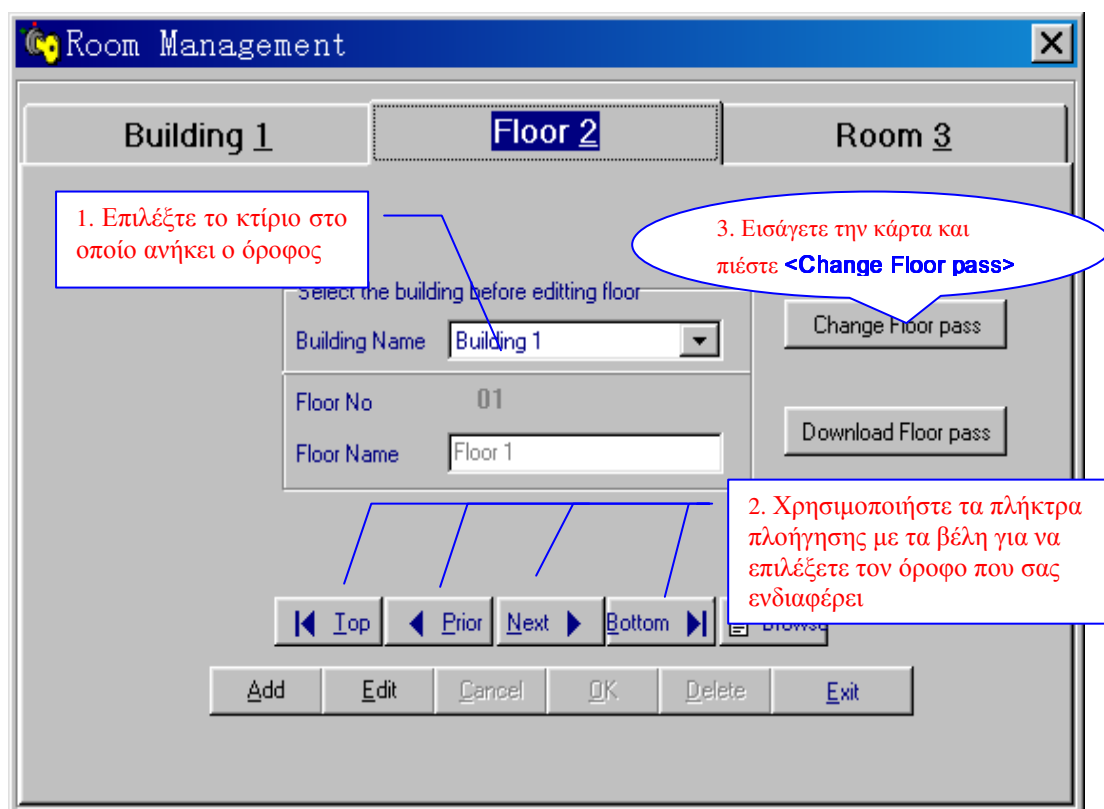 Room Management
Building 1
Floor 2
Room 3
1. Επιλέξτε το κτίριο στο
οποίο ανήκει ο όροφος
3. Εισάγετε την κάρτα και
πιέστε <Change Floor pass>
Select the building before editting floor
Building Name
Building 1
Change Floor pass
Floor No
01
Floor Name
Floor 1
Download Floor pass
2. Χρησιμοποιήστε τα πλήκτρα
πλοήγησης με τα βέλη για να
επιλέξετε τον όροφο που σας
ενδιαφέρει
Top
Prior
Next
Bottom
Browse
Add
Edit
Cancel
OK
Delete
Exit